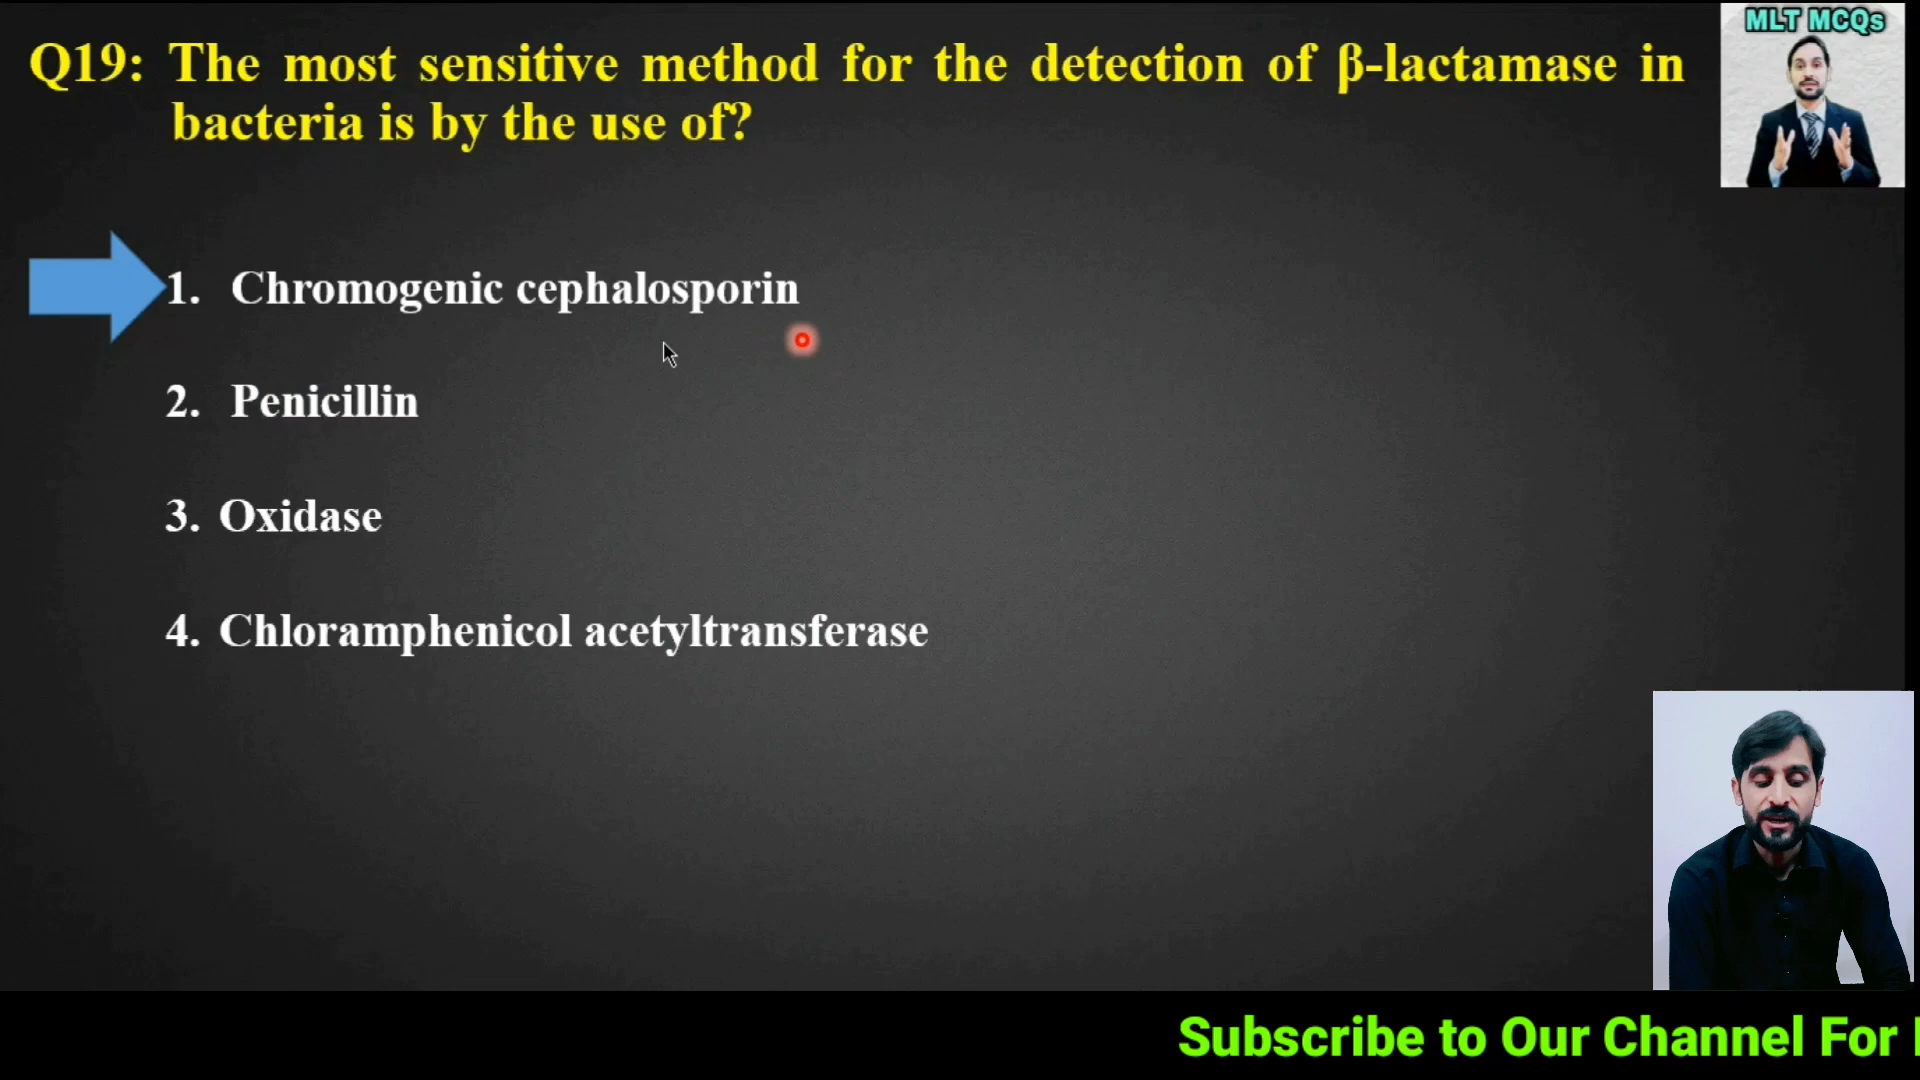 MLT MCQs
Q19: The most sensitive method for the detection of β-lactamase in
bacteria is by the use of?
1. Chromogenic cephalosporin
2. Penicillin
3. Oxidase
4. Chloramphenicol acetyltransferase
Subscribe to Our Channel For